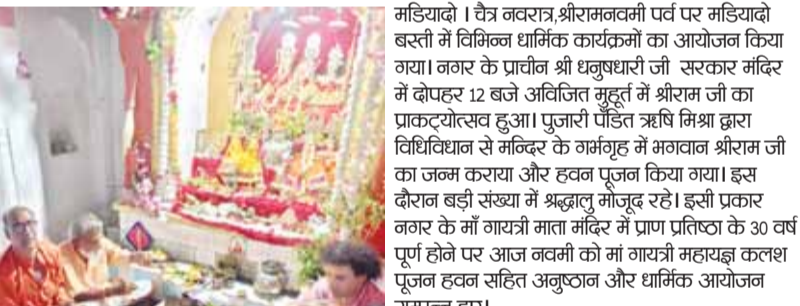 मडियादो । चैत्र नवरात्र,श्रीरामनवमी पर्व पर मडियादो
बस्ती में विभिन्न धार्मिक कार्यक्रमों का आयोजन किया
गया। नगर के प्राचीन श्री धनुषधारी जी सरकार मंदिर
में दोपहर 12 बजे अविजित मुहूर्त में श्रीराम जी का
प्राकट्योत्सव हुआ। पुजारी पँडित ऋषि मिश्रा द्वारा
विधिविधान से मन्दिर के गर्भगृह में भगवान श्रीराम जी
का जन्म कराया और हवन पूजन किया गया। इस
दौरान बड़ी संख्या में श्रद्धालु मौजूद रहे। इसी प्रकार
नगर के माँ गायत्री माता मंदिर में प्राण प्रतिष्ठा के 30 वर्ष
पूर्ण होने पर आज नवमी को मां गायत्री महायज्ञ कलश
पूजन हवन सहित अनुष्ठान और धार्मिक आयोजन